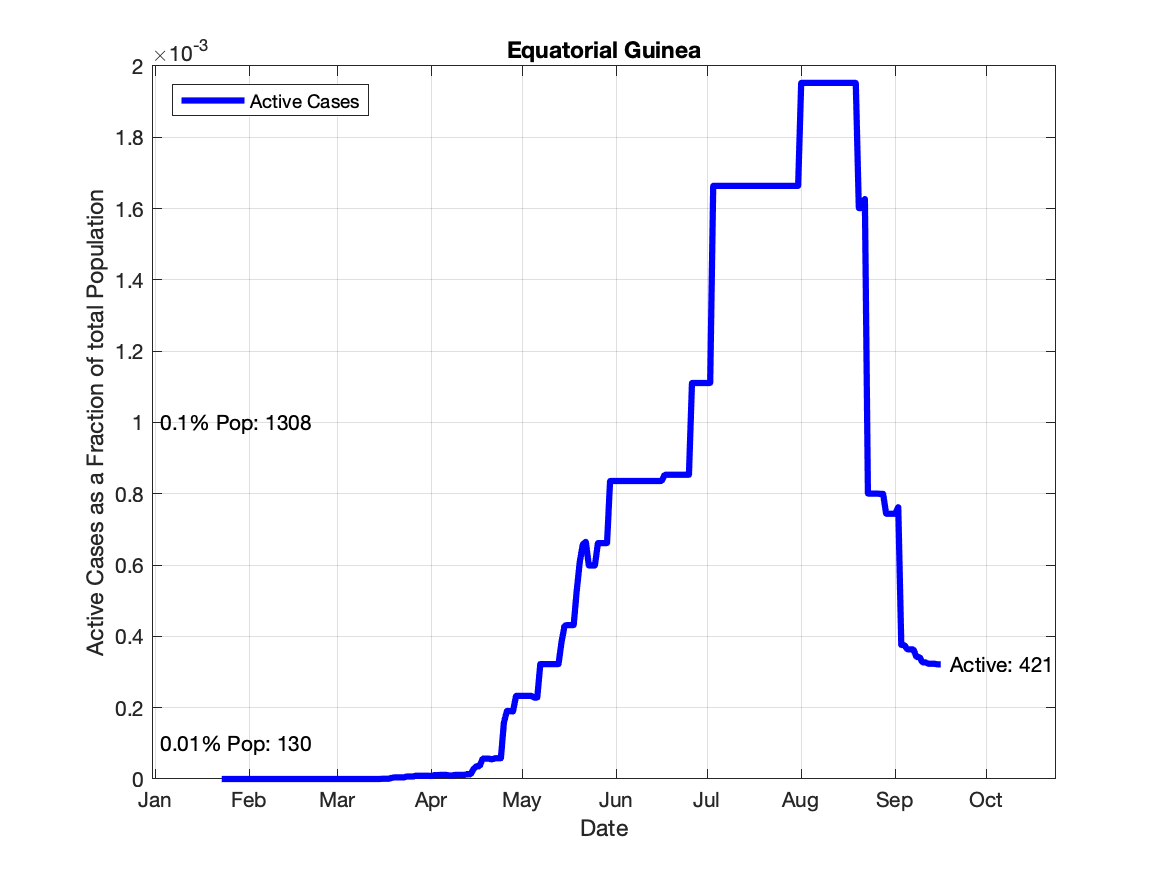 Equatorial Guinea
×10-3
Active Cases
2
1.8
1.6
1.4
1.2
1
0.8
0.6
0.4
0.2
0
Active Cases as a Fraction of total Population
0.1% Pop: 1308
0.01% Pop: 130
Active: 421
Jan Feb Mar Apr May Jun Jul Aug Sep Oct
Date